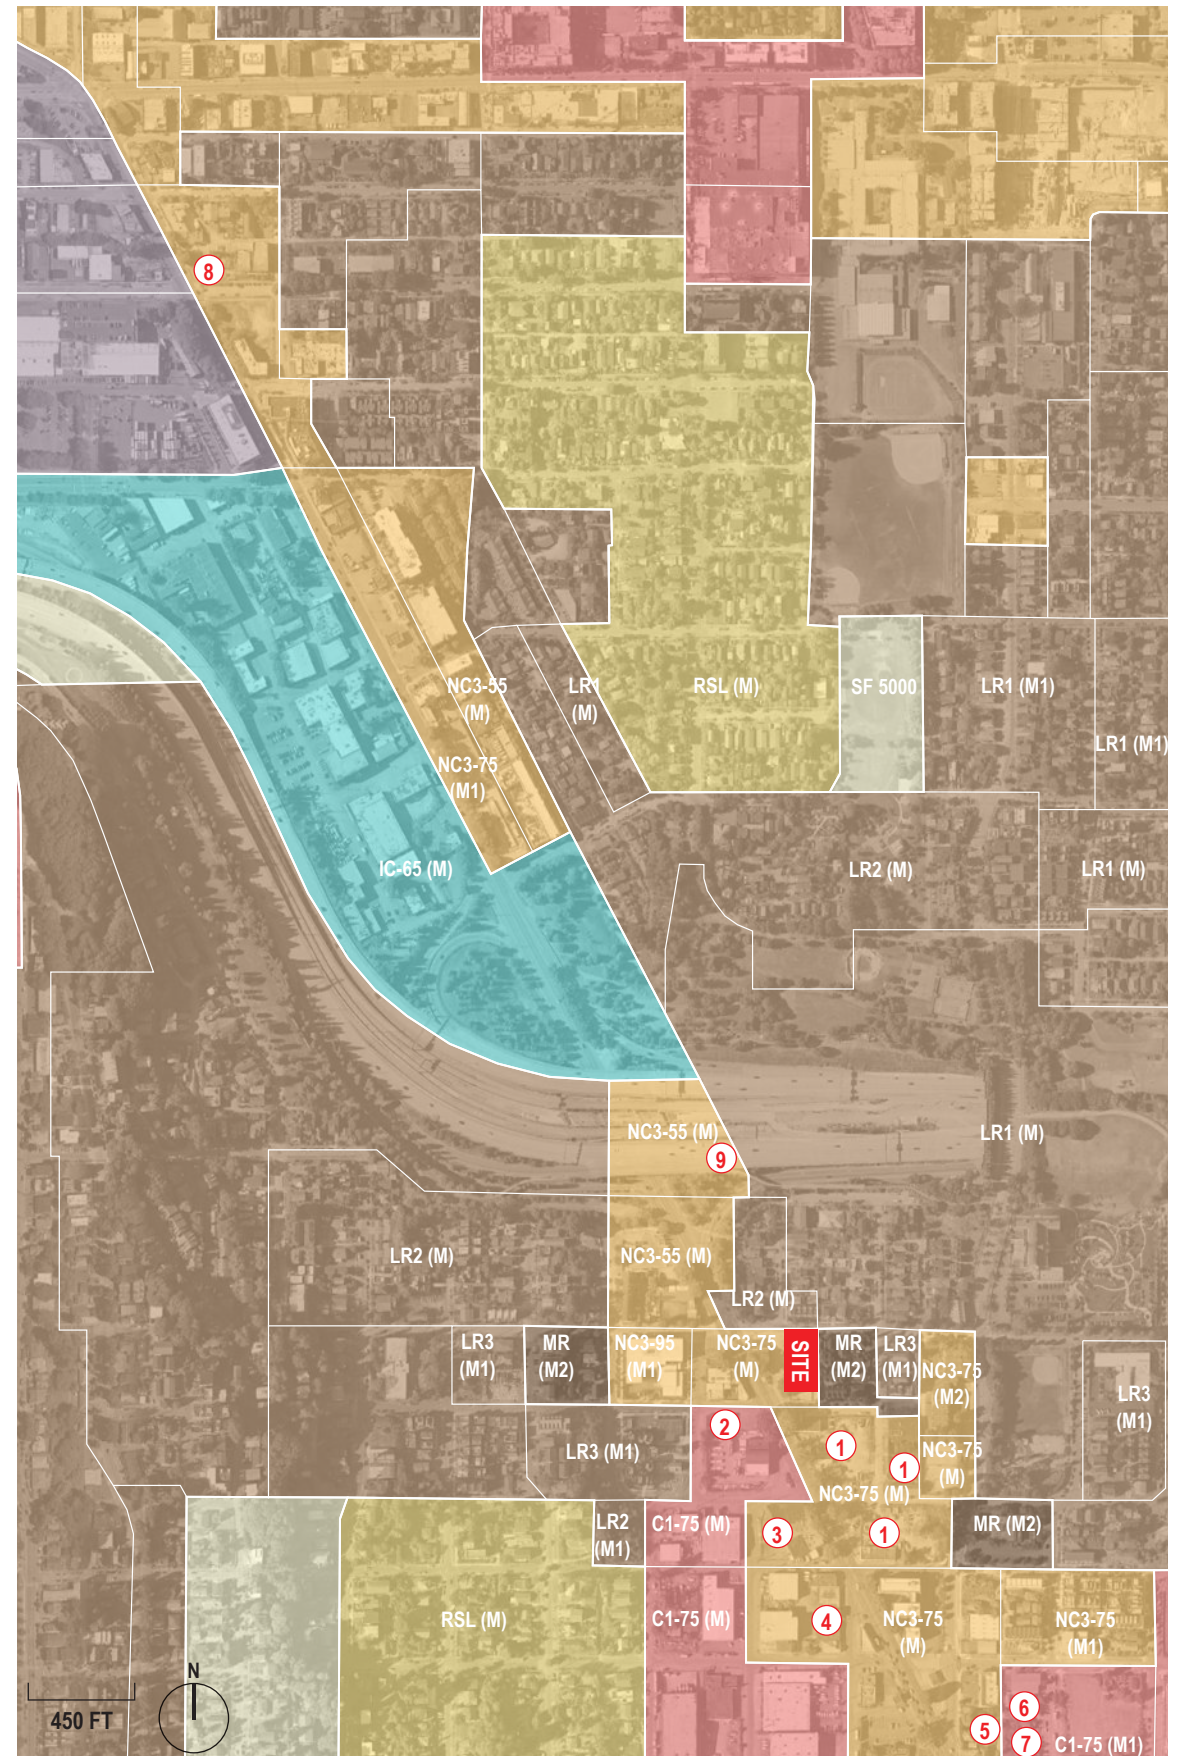 8
NC3-55
(M)
LR1
(M)
RSL (M)
SF 5000
LR1 (M1)
LR1 (M1)
NC3-75
(M1)
IC-65 (M)
LR2 (M)
LR1 (M)
NC3-55 (M)
9
LR1 (M)
LR2 (M)
NC3-55 (M)
LR2 (M)
LR3
(M1)
MR
(M2)
NC3-95
(M1)
NC3-75
(M)
SITE
MR
(M2)
LR3
(M1)
NC3-75
(M2)
LR3
(M1)
2
1
LR3 (M1)
1
NC3-75
(M)
NC3-75 (M)
LR2
(M1)
C1-75 (M)
3
1
MR (M2)
RSL (M)
C1-75 (M)
4
NC3-75
(M)
NC3-75
(M1)
N
450 FT
5
6
7
C1-75 (M1)